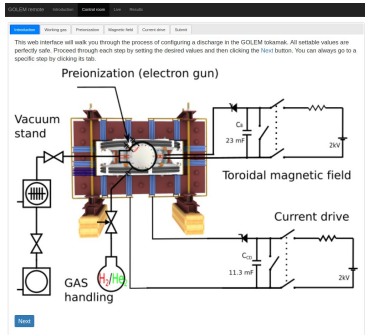 GOLEM remote Introduction Control room Live Results
Introduction Working gas Preionization Magnetic field Current drive Submit
This web interface will walk you through the process of configuring a discharge in the GOLEM tokamak. All settable values are
perfectly safe. Proceed through each step by setting the desired values and then clicking the Next button. You can always go to a
specific step by clicking its tab.
Preionization (electron gun)
Vacuum
stand
C_B
23 mF
2kV
Toroidal magnetic field
Current drive
C_CD
11.3 mF
2kV
H₂/He
GAS
handling
Next